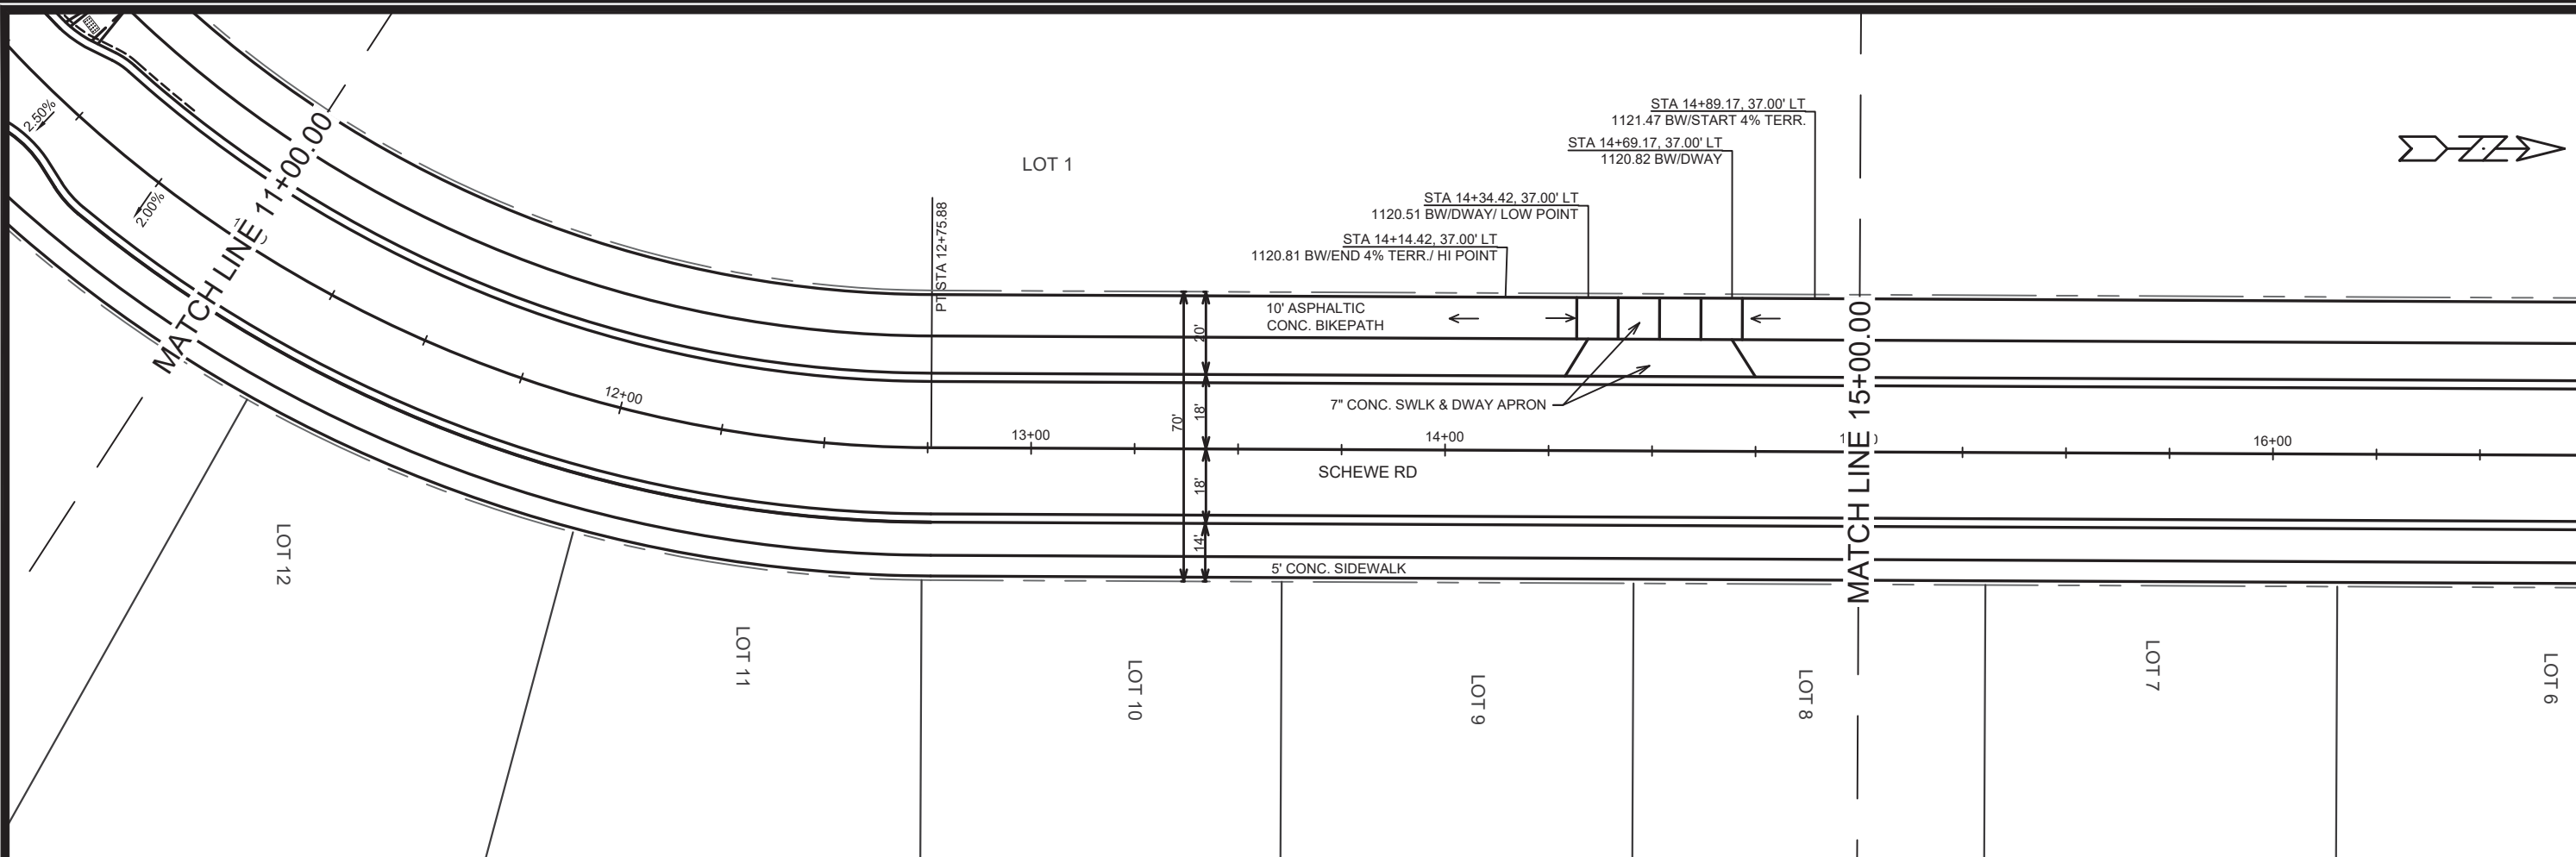 2.50%
2.00%
MATCH LINE 11+00.00
LOT 1
PT STA 12+75.88
STA 14+89.17, 37.00' LT
1121.47 BW/START 4% TERR.
STA 14+69.17, 37.00' LT
1120.82 BW/DWAY
STA 14+34.42, 37.00' LT
1120.51 BW/DWAY/ LOW POINT
STA 14+14.42, 37.00' LT
1120.81 BW/END 4% TERR./ HI POINT
10' ASPHALTIC
CONC. BIKEPATH
20'
18'
70'
18'
14'
7" CONC. SWLK & DWAY APRON
12+00
13+00
14+00
16+00
SCHEWE RD
5' CONC. SIDEWALK
MATCH LINE 15+00.00
LOT 12
LOT 11
LOT 10
LOT 9
LOT 8
LOT 7
LOT 6